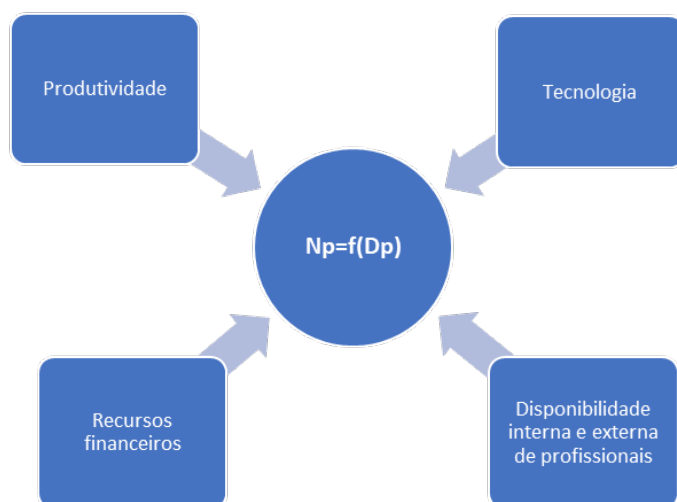 Produtividade
Tecnologia
Np=f(Dp)
Recursos
financeiros
Disponibilidade
interna e externa
de profissionais